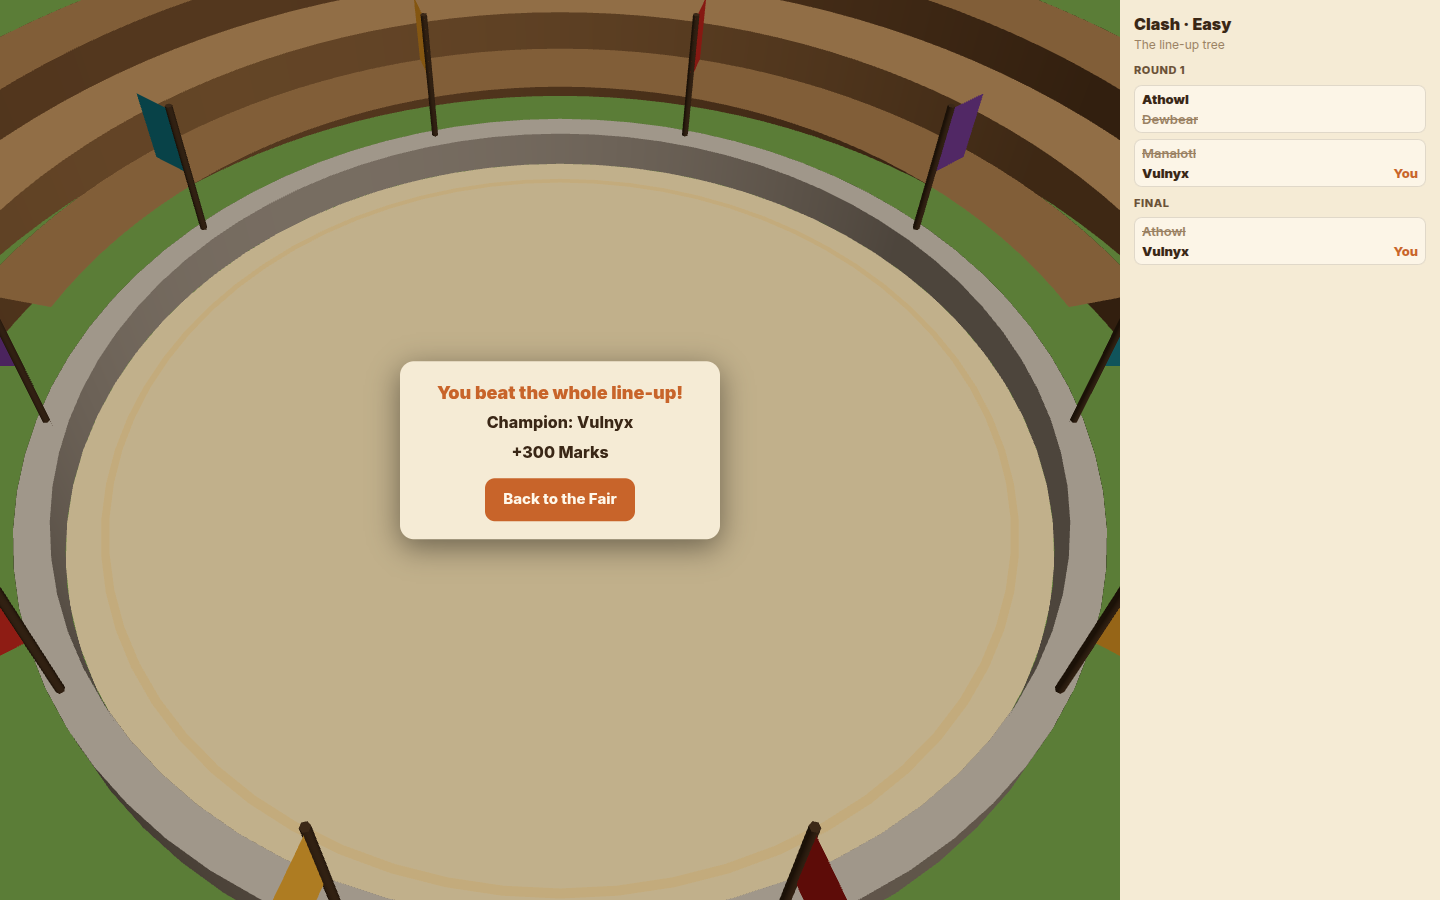 You beat the whole line-up!
Champion: Vulnyx
+300 Marks
Back to the Fair
Clash · Easy
The line-up tree
ROUND 1
Athowl
Dewbear
Manalotl
Vulnyx You
FINAL
Athowl
Vulnyx You